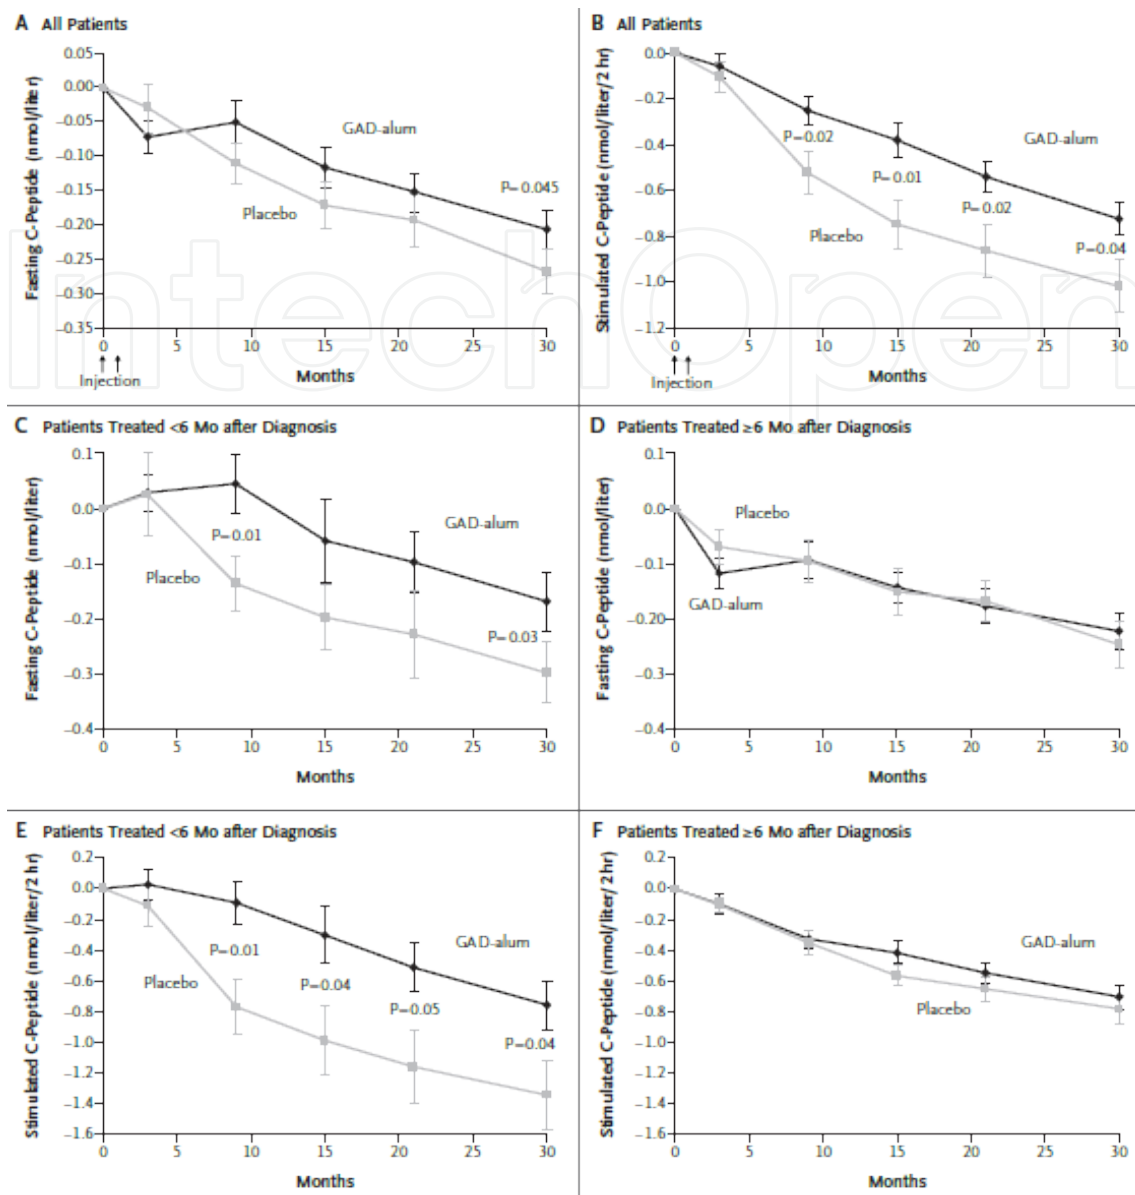 A All Patients
Fasting C-Peptide (nmol/liter)
0.05
0.00
−0.05
−0.10
−0.15
−0.20
−0.25
−0.30
−0.35
GAD-alum
P=0.045
Placebo
0 5 10 15 20 25 30
Injection
Months
B All Patients
Stimulated C-Peptide (nmol/liter/2 hr)
0.0
−0.2
−0.4
−0.6
−0.8
−1.0
−1.2
P=0.02
GAD-alum
P=0.01
P=0.02
Placebo
P=0.04
0 5 10 15 20 25 30
Injection
Months
IntechOpen
C Patients Treated <6 Mo after Diagnosis
Fasting C-Peptide (nmol/liter)
0.1
0.0
−0.1
−0.2
−0.3
−0.4
GAD-alum
P=0.01
Placebo
P=0.03
0 5 10 15 20 25 30
Months
D Patients Treated ≥6 Mo after Diagnosis
Fasting C-Peptide (nmol/liter)
0.1
0.0
−0.1
−0.20
−0.3
−0.4
Placebo
GAD-alum
0 5 10 15 20 25 30
Months
E Patients Treated <6 Mo after Diagnosis
Stimulated C-Peptide (nmol/liter/2 hr)
0.2
0.0
−0.2
−0.4
−0.6
−0.8
−1.0
−1.2
−1.4
−1.6
GAD-alum
P=0.01
Placebo
P=0.04
P=0.05
P=0.04
0 5 10 15 20 25 30
Months
F Patients Treated ≥6 Mo after Diagnosis
Stimulated C-Peptide (nmol/liter/2 hr)
0.2
0.0
−0.2
−0.4
−0.6
−0.8
−1.0
−1.2
−1.4
−1.6
GAD-alum
Placebo
0 5 10 15 20 25 30
Months